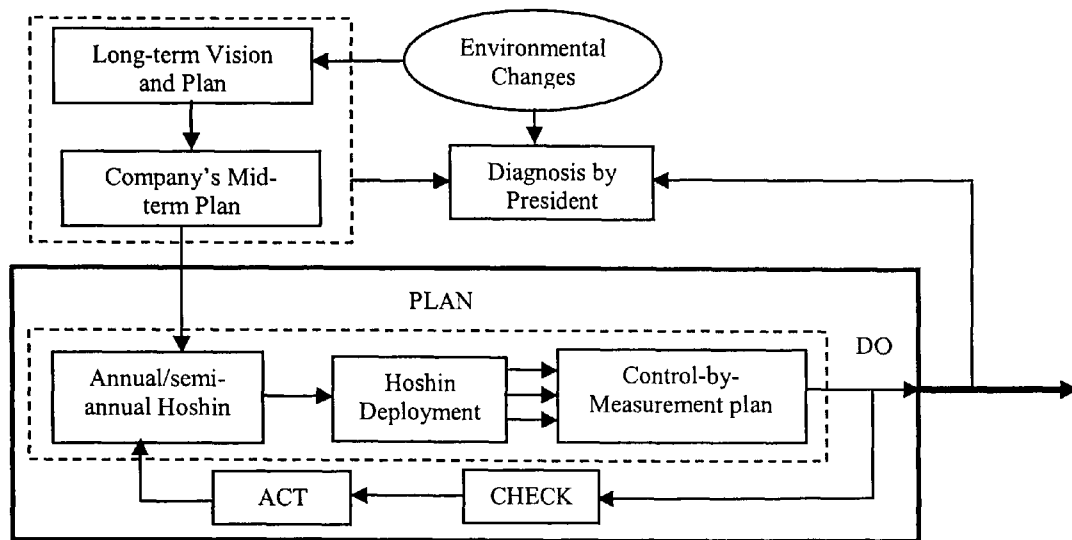 Long-term Vision
and Plan
Environmental
Changes
Company's Mid-
term Plan
Diagnosis by
President
PLAN
DO
Annual/semi-
annual Hoshin
Hoshin
Deployment
Control-by-
Measurement plan
ACT
CHECK